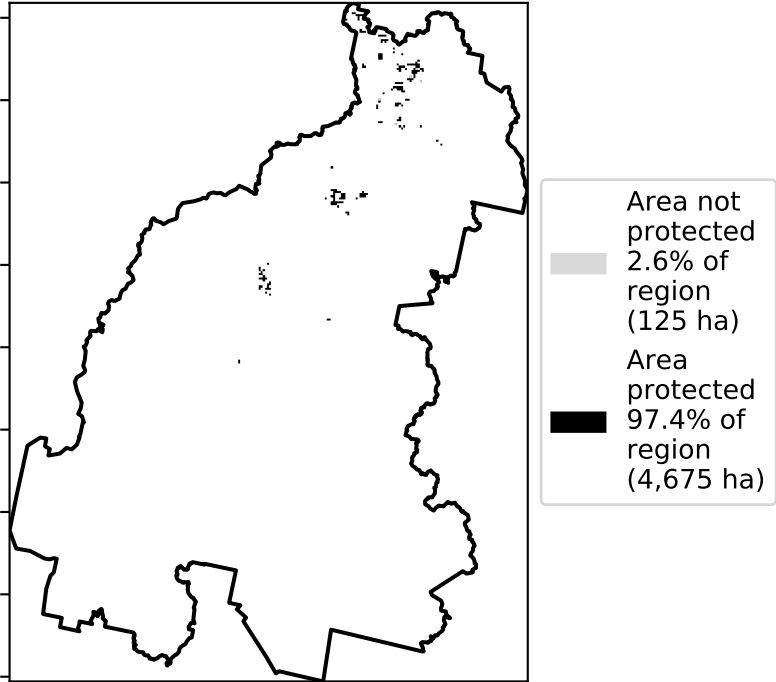 Area not
protected
2.6% of
region
(125 ha)
Area
protected
97.4% of
region
(4,675 ha)